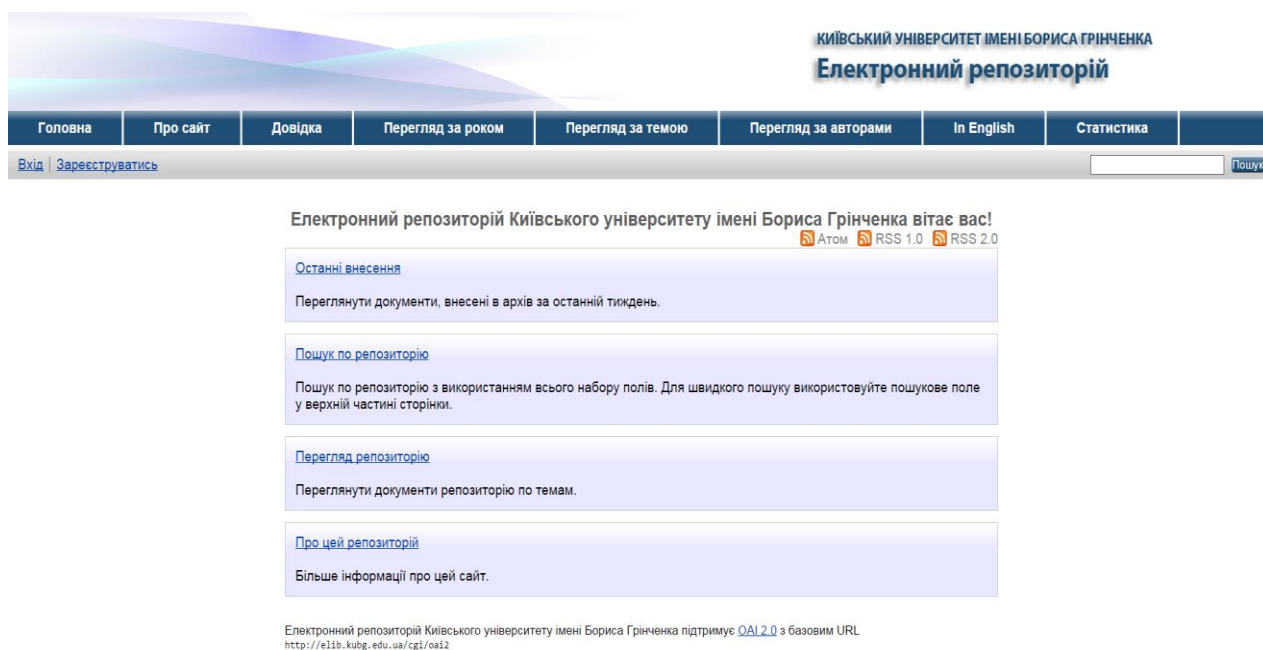 КИЇВСЬКИЙ УНІВЕРСИТЕТ ІМЕНІ БОРИСА ГРІНЧЕНКА
Електронний репозиторій
Головна Про сайт Довідка Перегляд за роком Перегляд за темою Перегляд за авторами In English Статистика
Вхід | Зареєструватись Пошук
Електронний репозиторій Київського університету імені Бориса Грінченка вітає вас!
Атом RSS 1.0 RSS 2.0
Останні внесення
Переглянути документи, внесені в архів за останній тиждень.
Пошук по репозиторію
Пошук по репозиторію з використанням всього набору полів. Для швидкого пошуку використовуйте пошукове поле
у верхній частині сторінки.
Перегляд репозиторію
Переглянути документи репозиторію по темам.
Про цей репозиторій
Більше інформації про цей сайт.
Електронний репозиторій Київського університету імені Бориса Грінченка підтримує OAI 2.0 з базовим URL
http://elib.kubg.edu.ua/cgi/oai2